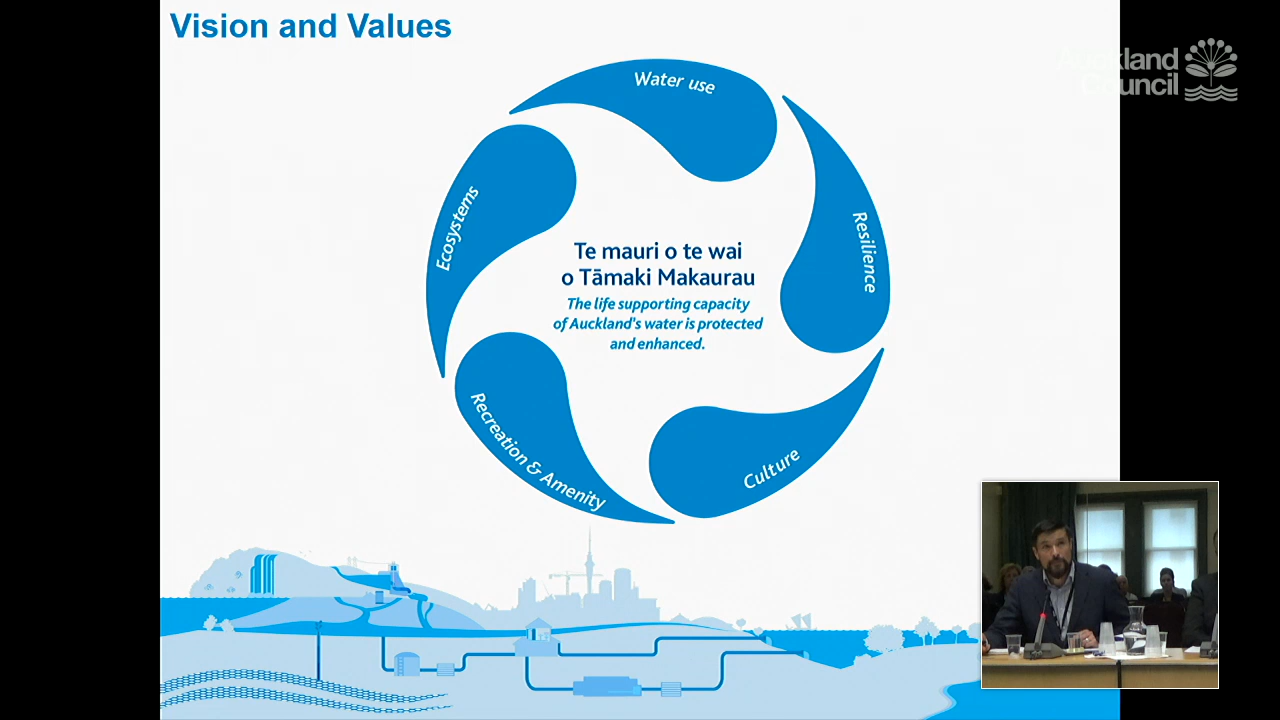 Vision and Values
Auckland
Council
Water use
Resilience
Ecosystems
Te mauri o te wai
o Tāmaki Makaurau
The life supporting capacity
of Auckland's water is protected
and enhanced.
Recreation & Amenity
Culture